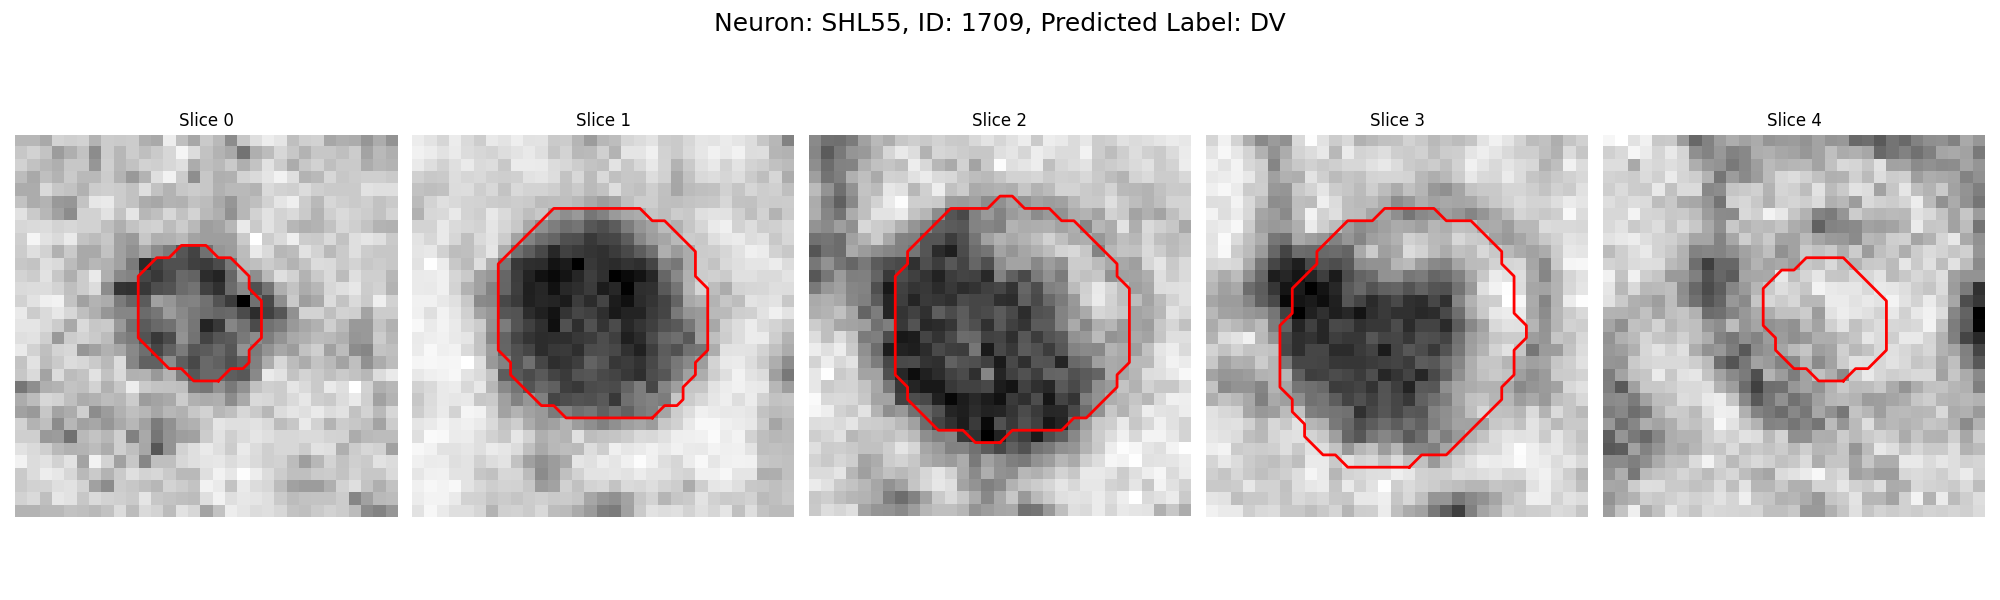 Neuron: SHL55, ID: 1709, Predicted Label: DV
Slice 0
Slice 1
Slice 2
Slice 3
Slice 4